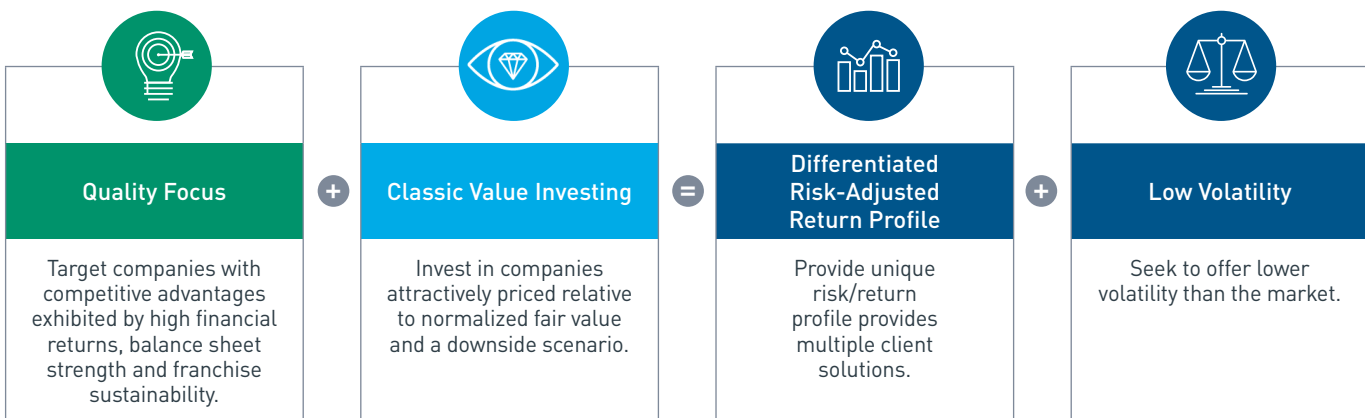 Quality Focus
Target companies with
competitive advantages
exhibited by high financial
returns, balance sheet
strength and franchise
sustainability.
+
Classic Value Investing
Invest in companies
attractively priced relative
to normalized fair value
and a downside scenario.
=
Differentiated
Risk-Adjusted
Return Profile
Provide unique
risk/return
profile provides
multiple client
solutions.
+
Low Volatility
Seek to offer lower
volatility than the market.